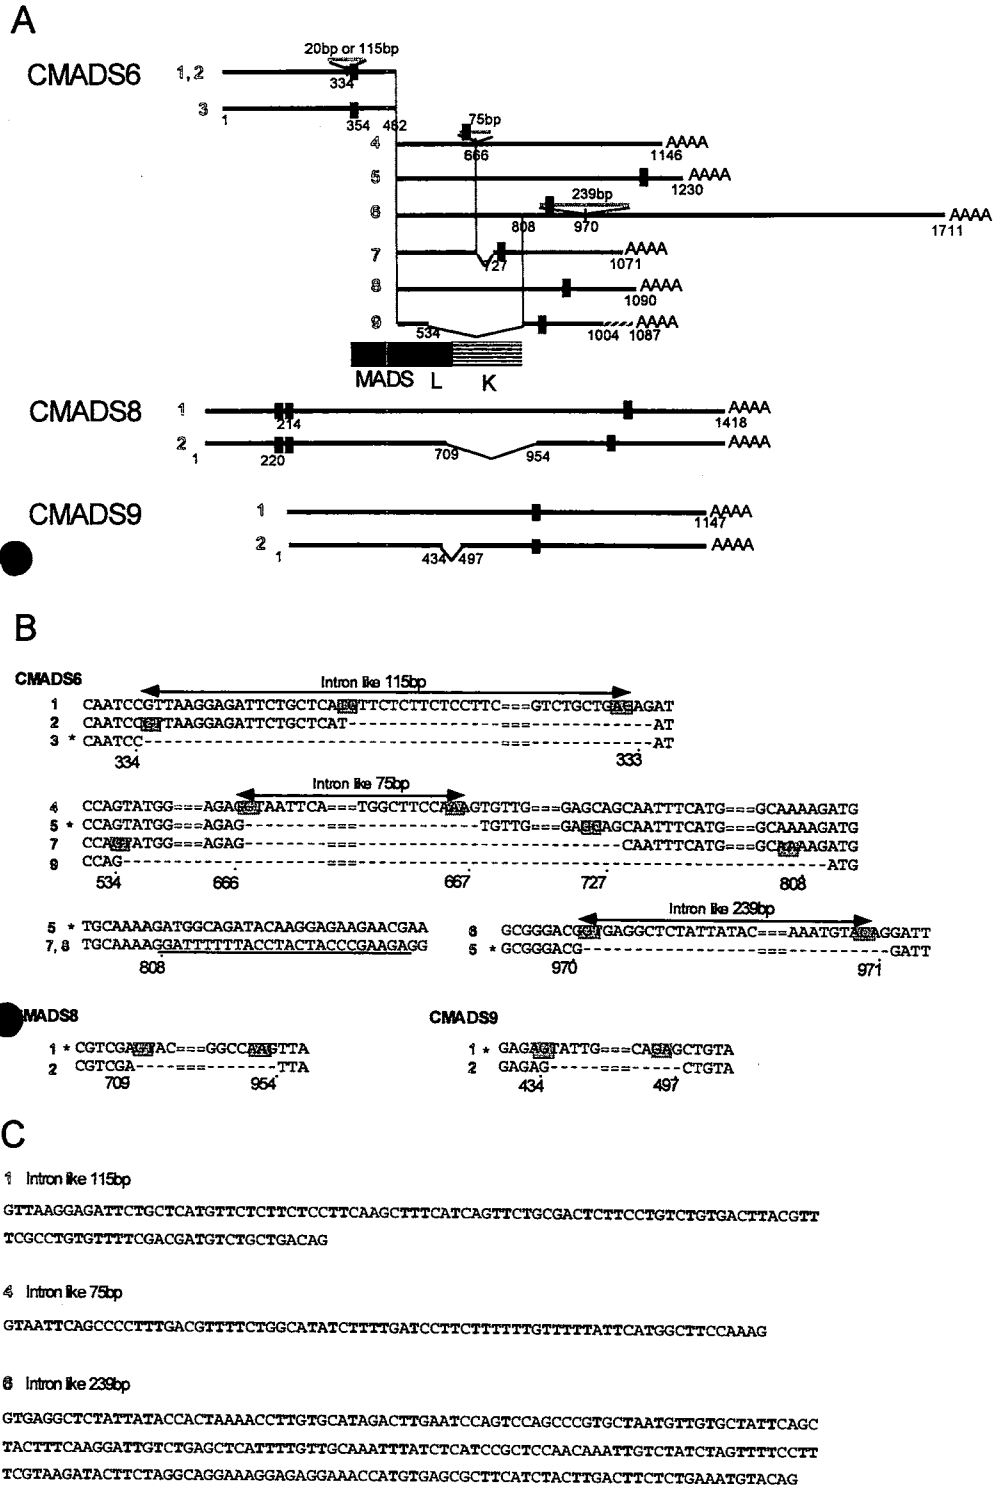 A
20bp or 115bp
CMADS6 1,2
334
3
1 354 462
75bp
4 AAAA
666 1146
5 AAAA
1230
239bp
6 AAAA
808 970 1711
7 AAAA
727 1071
8 AAAA
1090
9 AAAA
534 1004 1087
MADS L K
CMADS8 1 AAAA
214 1418
2 AAAA
1 220 709 954
CMADS9 1 AAAA
1147
2 AAAA
1 434 497
B
CMADS6
Intron like 115bp
1 CAATCCGTTAAGGAGATTCTGCTCATGTTCTCTTCTCCTTC===GTCTGCTGACAGAT
2 CAATCCGTTAAGGAGATTCTGCTCAT------------===------------AT
3 * CAATCC--------------------------------===------------AT
334 333
Intron like 75bp
4 CCAGTATGG===AGAGGTAATTCA===TGGCTTCCAAAGTGTTG===GAGCAGCAATTTCATG===GCAAAAGATG
5 * CCAGTATGG===AGAG--------===------------TGTTG===GAGCAGCAATTTCATG===GCAAAAGATG
7 CCAGTATGG===AGAG--------===------------------------CAATTTCATG===GCAAAAGATG
9 CCAG--------------------===------------------------------------------ATG
534 666 667 727 808
5 * TGCAAAAGATGGCAGATACAAGGAGAAGAACGAA
7, 8 TGCAAAAGGATTTTTTACCTACTACCCGAAGAGG
808
Intron like 239bp
6 GCGGGACGGTGAGGCTCTATTATAC===AAATGTACAGGATT
5 * GCGGGACG-----------------===----------GATT
970 971
CMADS8
1 * CGTCGAGTAC===GGCCAAGTTA
2 CGTCGA----===-------TTA
709 954
CMADS9
1 * GAGAGGTATTG===CAGAGCTGTA
2 GAGAG------===-----CTGTA
434 497
C
1 Intron like 115bp
GTTAAGGAGATTCTGCTCATGTTCTCTTCTCCTTCAAGCTTTCATCAGTTCTGCGACTCTTCCTGTCTGTGACTTACGTT
TCGCCTGTGTTTTCGACGATGTCTGCTGACAG
4 Intron like 75bp
GTAATTCAGCCCCTTTGACGTTTTCTGGCATATCTTTTGATCCTTCTTTTTTGTTTTTATTCATGGCTTCCAAAG
6 Intron like 239bp
GTGAGGCTCTATTATACCACTAAAACCTTGTGCATAGACTTGAATCCAGTCCAGCCCGTGCTAATGTTGTGCTATTCAGC
TACTTTCAAGGATTGTCTGAGCTCATTTTGTTGCAAATTTATCTCATCCGCTCCAACAAATTGTCTATCTAGTTTTCCTT
TCGTAAGATACTTCTAGGCAGGAAAGGAGAGGAAACCATGTGAGCGCTTCATCTACTTGACTTCTCTGAAATGTACAG